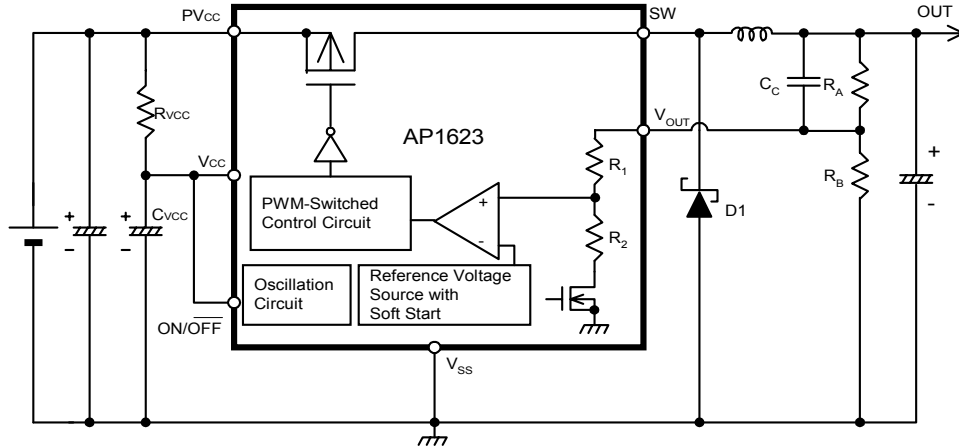 PVCC
SW
OUT
RVCC
CC
RA
VOUT
AP1623
R1
VCC
RB
PWM-Switched
Control Circuit
+
-
R2
D1
+
-
+
-
CVCC
+
-
Oscillation
Circuit
Reference Voltage
Source with
Soft Start
ON/OFF
VSS